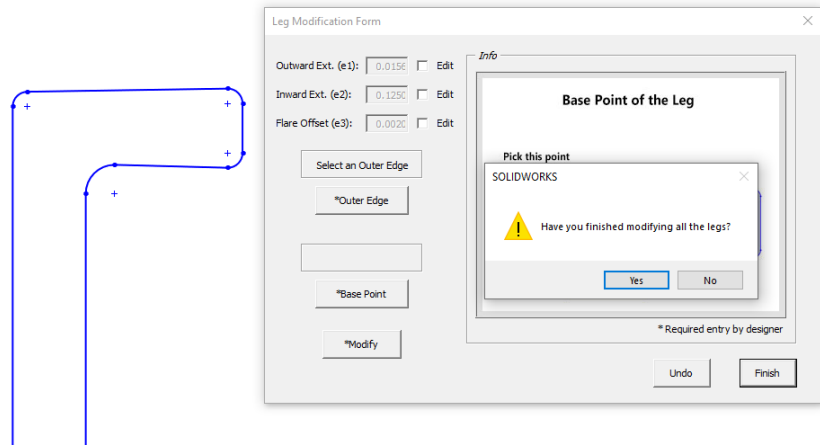 Leg Modification Form
Outward Ext. (e1): 0.0156 Edit
Inward Ext. (e2): 0.1250 Edit
Flare Offset (e3): 0.0020 Edit
Select an Outer Edge
*Outer Edge
*Base Point
*Modify
Info
Base Point of the Leg
Pick this point
SOLIDWORKS
Have you finished modifying all the legs?
Yes No
* Required entry by designer
Undo Finish